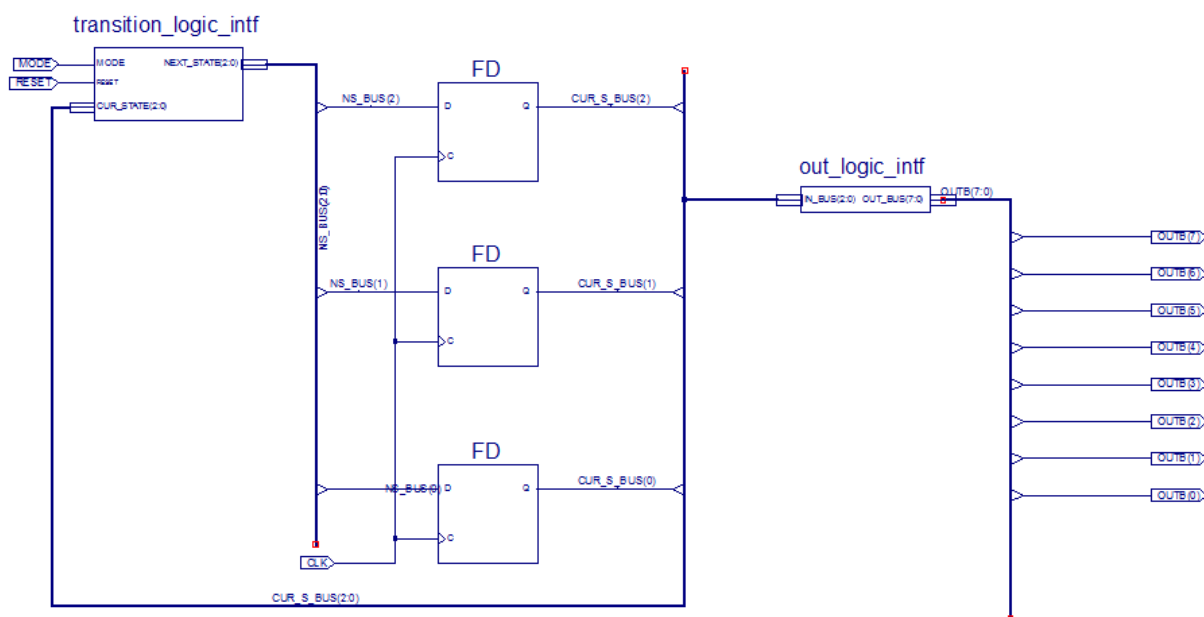 transition_logic_intf
MODE
RESET
MODE
RESET
CUR_STATE(2:0)
NEXT_STATE(2:0)
NS_BUS(2:0)
NS_BUS(2)
FD
D
Q
C
CUR_S_BUS(2)
NS_BUS(1)
FD
D
Q
C
CUR_S_BUS(1)
NS_BUS(0)
FD
D
Q
C
CUR_S_BUS(0)
CLK
CUR_S_BUS(2:0)
out_logic_intf
IN_BUS(2:0)
OUT_BUS(7:0)
OUTB(7:0)
OUTB(7)
OUTB(6)
OUTB(5)
OUTB(4)
OUTB(3)
OUTB(2)
OUTB(1)
OUTB(0)